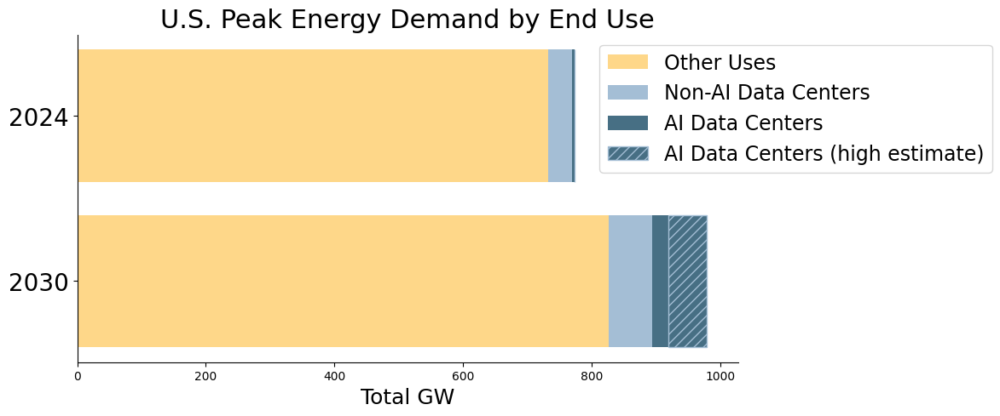 U.S. Peak Energy Demand by End Use
Other Uses
Non-AI Data Centers
AI Data Centers
AI Data Centers (high estimate)
2024
2030
0 200 400 600 800 1000
Total GW